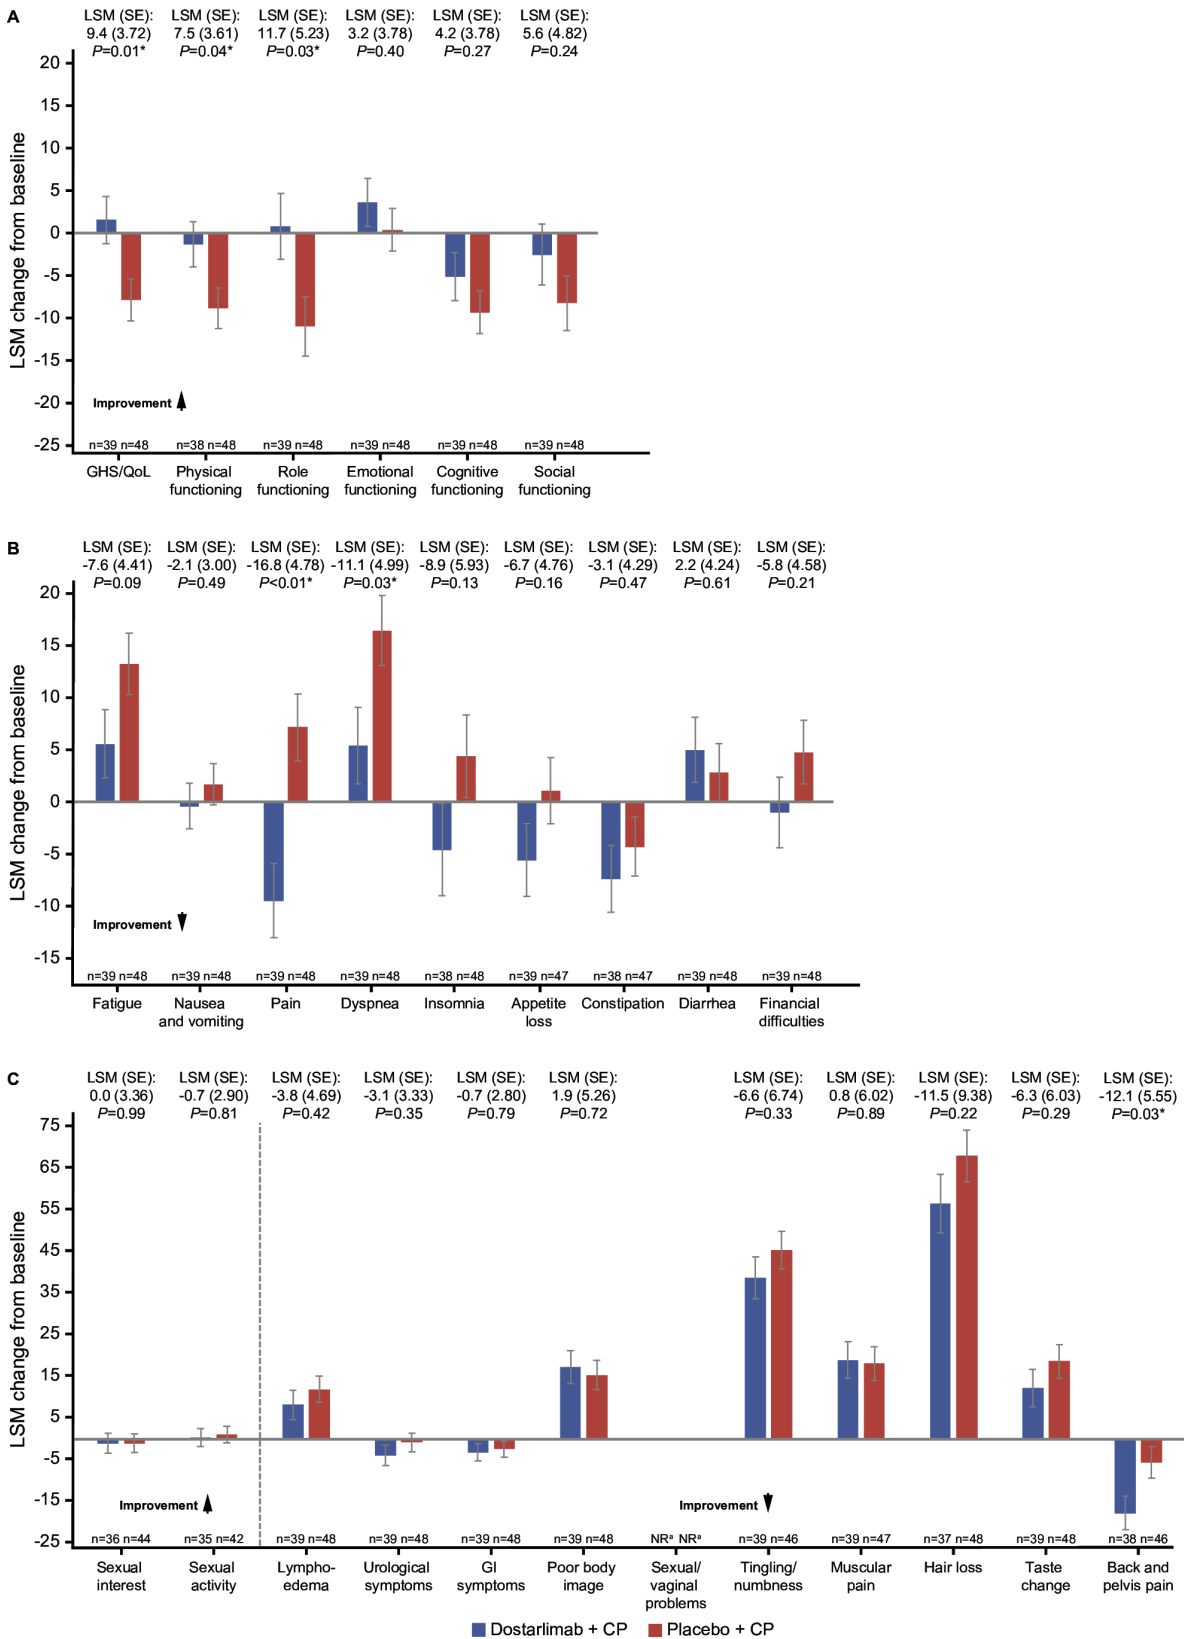 A
LSM (SE): LSM (SE): LSM (SE): LSM (SE): LSM (SE): LSM (SE):
9.4 (3.72) 7.5 (3.61) 11.7 (5.23) 3.2 (3.78) 4.2 (3.78) 5.6 (4.82)
P=0.01* P=0.04* P=0.03* P=0.40 P=0.27 P=0.24
LSM change from baseline
20
15
10
5
0
-5
-10
-15
-20
-25
Improvement
n=39 n=48 n=38 n=48 n=39 n=48 n=39 n=48 n=39 n=48 n=39 n=48
GHS/QoL Physical Role Emotional Cognitive Social
functioning functioning functioning functioning functioning
B
LSM (SE): LSM (SE): LSM (SE): LSM (SE): LSM (SE): LSM (SE): LSM (SE): LSM (SE): LSM (SE):
-7.6 (4.41) -2.1 (3.00) -16.8 (4.78) -11.1 (4.99) -8.9 (5.93) -6.7 (4.76) -3.1 (4.29) 2.2 (4.24) -5.8 (4.58)
P=0.09 P=0.49 P<0.01* P=0.03* P=0.13 P=0.16 P=0.47 P=0.61 P=0.21
LSM change from baseline
20
15
10
5
0
-5
-10
-15
Improvement
n=39 n=48 n=39 n=48 n=39 n=48 n=39 n=48 n=38 n=48 n=39 n=47 n=38 n=47 n=39 n=48 n=39 n=48
Fatigue Nausea Pain Dyspnea Insomnia Appetite Constipation Diarrhea Financial
and vomiting loss difficulties
C
LSM (SE): LSM (SE): LSM (SE): LSM (SE): LSM (SE): LSM (SE): LSM (SE): LSM (SE): LSM (SE): LSM (SE): LSM (SE):
0.0 (3.36) -0.7 (2.90) -3.8 (4.69) -3.1 (3.33) -0.7 (2.80) 1.9 (5.26) -6.6 (6.74) 0.8 (6.02) -11.5 (9.38) -6.3 (6.03) -12.1 (5.55)
P=0.99 P=0.81 P=0.42 P=0.35 P=0.79 P=0.72 P=0.33 P=0.89 P=0.22 P=0.29 P=0.03*
LSM change from baseline
75
65
55
45
35
25
15
5
-5
-15
-25
Improvement Improvement
n=36 n=44 n=35 n=42 n=39 n=48 n=39 n=48 n=39 n=48 n=39 n=48 NRᵃ NRᵃ n=39 n=46 n=39 n=47 n=37 n=48 n=39 n=48 n=38 n=46
Sexual Sexual Lympho- Urological GI Poor body Sexual/ Tingling/ Muscular Hair loss Taste Back and
interest activity edema symptoms symptoms image vaginal numbness pain change pelvis pain
problems
Dostarlimab + CP Placebo + CP